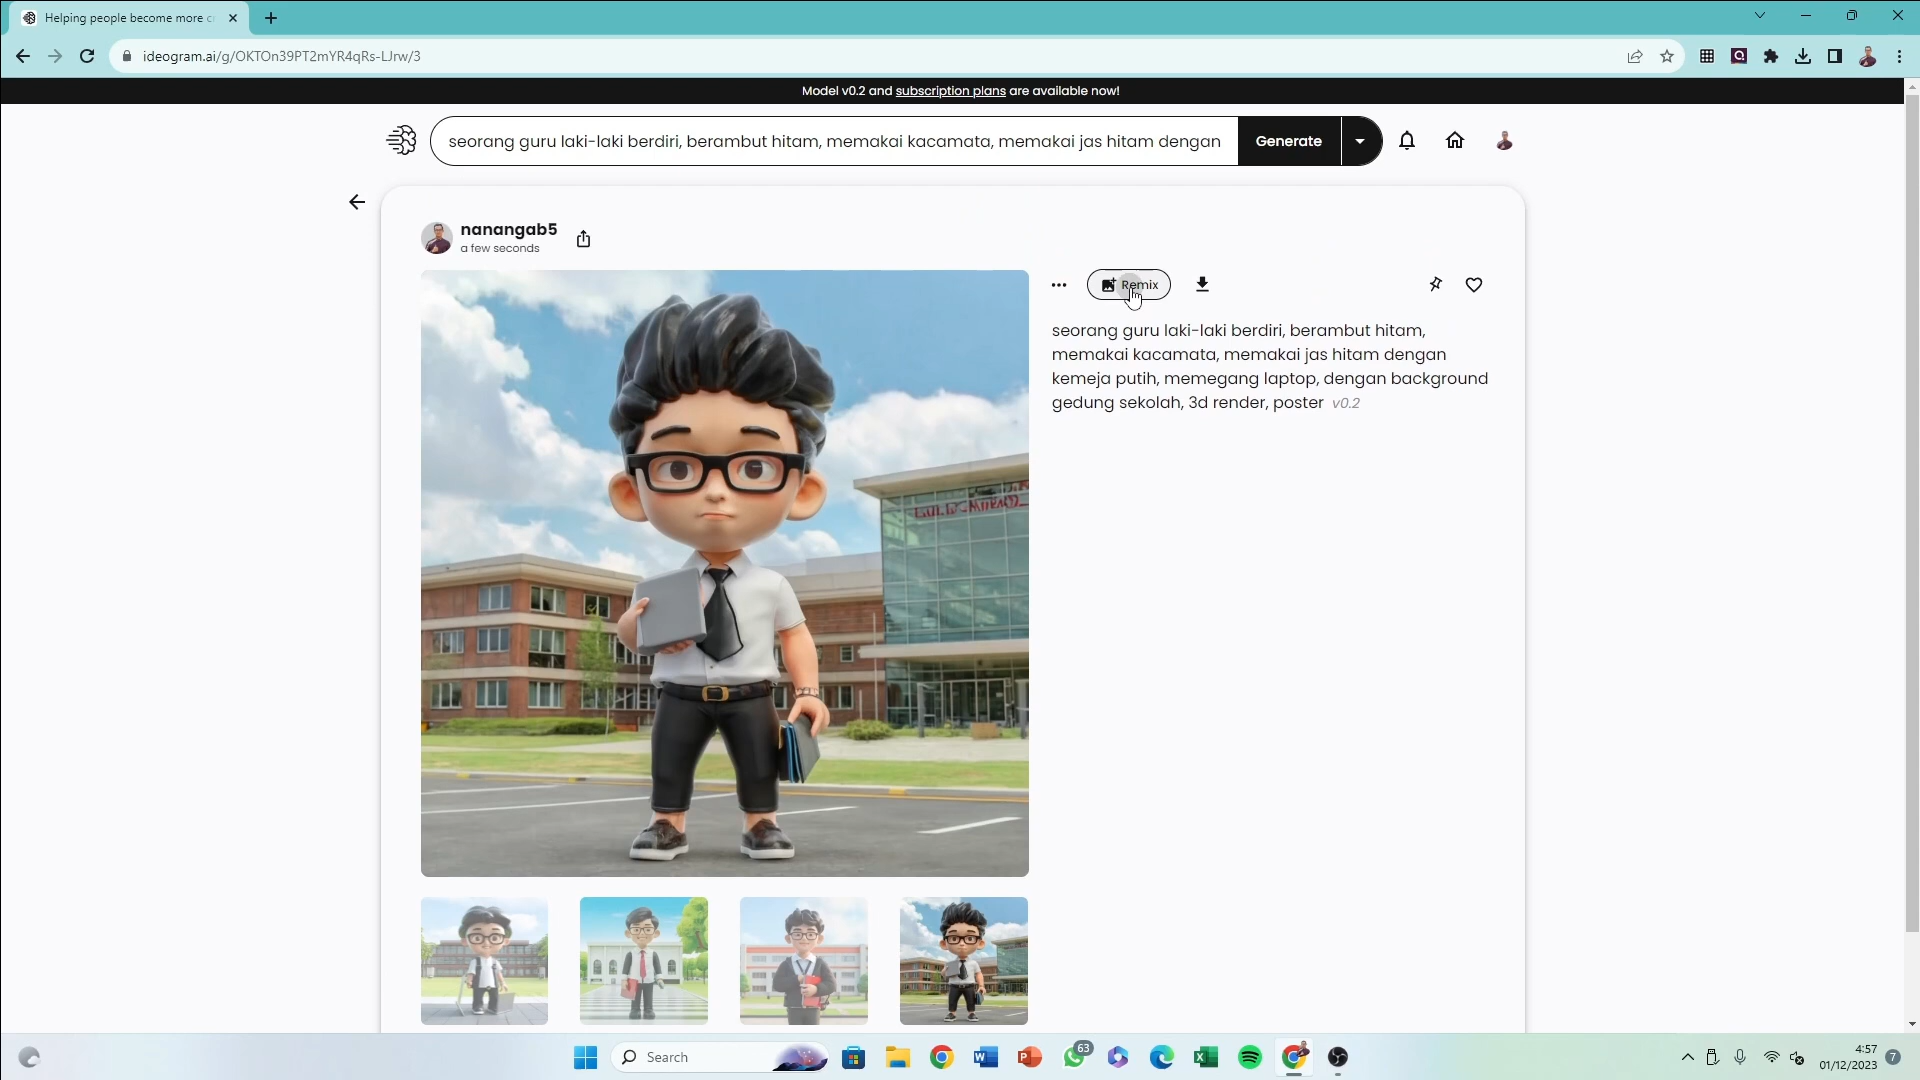 Helping people become more c
ideogram.ai/g/OKTOn39PT2mYR4qRs-LJrw/3
Model v0.2 and subscription plans are available now!
seorang guru laki-laki berdiri, berambut hitam, memakai kacamata, memakai jas hitam dengan
Generate
nanangab5
a few seconds
Remix
seorang guru laki-laki berdiri, berambut hitam,
memakai kacamata, memakai jas hitam dengan
kemeja putih, memegang laptop, dengan background
gedung sekolah, 3d render, poster v0.2
Search
63
4:57
01/12/2023
7